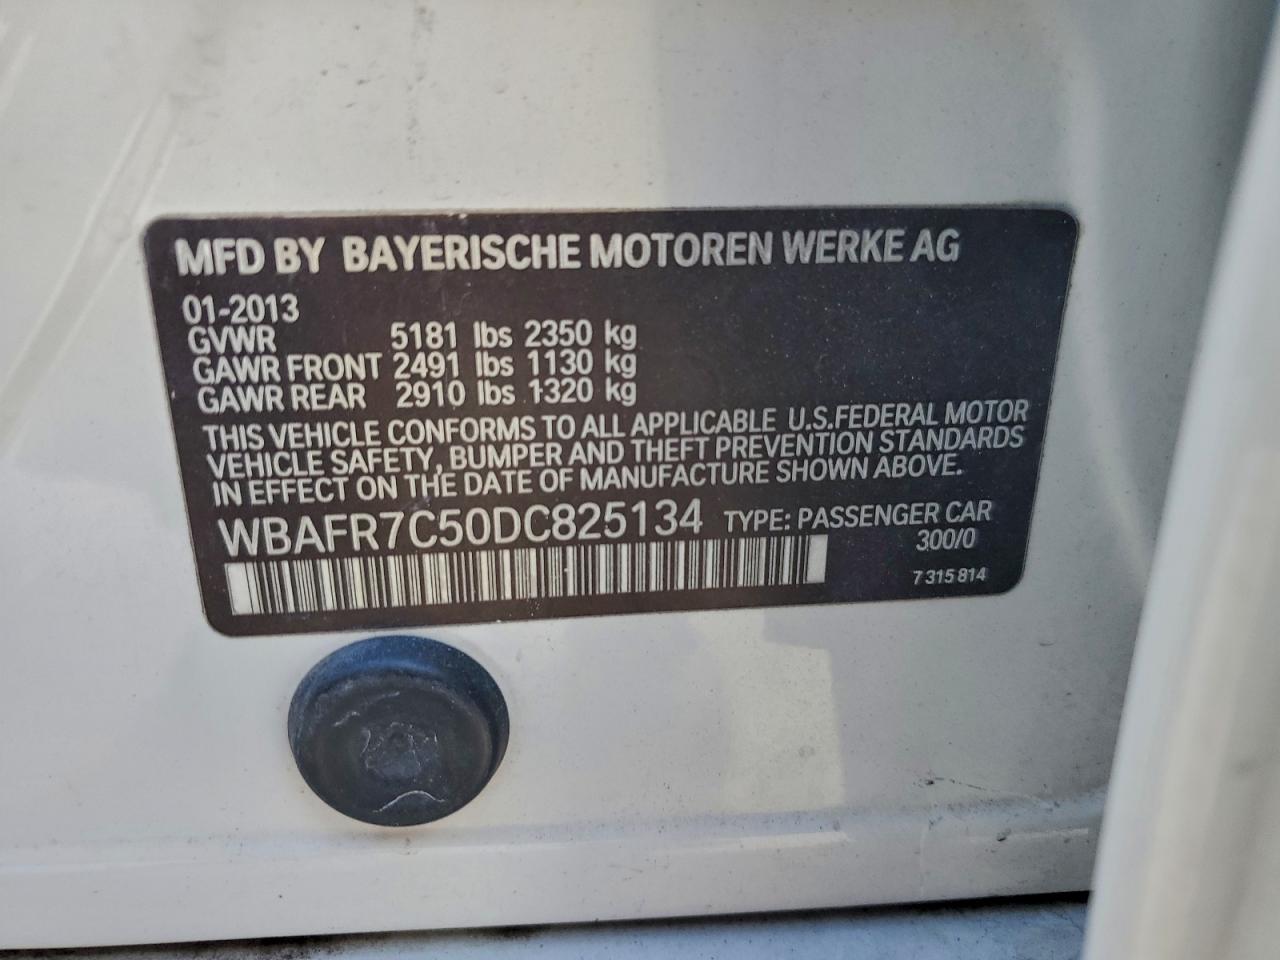 MFD BY BAYERISCHE MOTOREN WERKE AG
01-2013
GVWR 5181 lbs 2350 kg
GAWR FRONT 2491 lbs 1130 kg
GAWR REAR 2910 lbs 1320 kg
THIS VEHICLE CONFORMS TO ALL APPLICABLE U.S.FEDERAL MOTOR
VEHICLE SAFETY, BUMPER AND THEFT PREVENTION STANDARDS
IN EFFECT ON THE DATE OF MANUFACTURE SHOWN ABOVE.
WBAFR7C50DC825134 TYPE: PASSENGER CAR
300/0
7 315 814